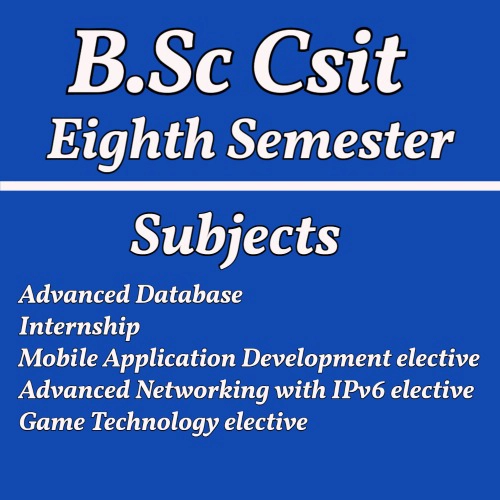 B.Sc Csit
Eighth Semester
Subjects
Advanced Database
Internship
Mobile Application Development elective
Advanced Networking with IPv6 elective
Game Technology elective